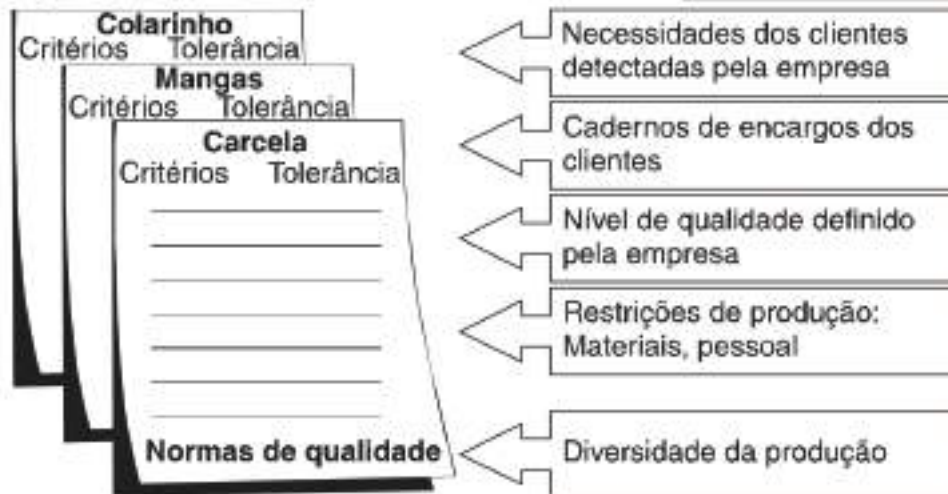 Colarinho
Critérios Tolerância
Mangas
Critérios Tolerância
Carcela
Critérios Tolerância
Normas de qualidade
Necessidades dos clientes
detectadas pela empresa
Cadernos de encargos dos
clientes
Nível de qualidade definido
pela empresa
Restrições de produção:
Materiais, pessoal
Diversidade da produção